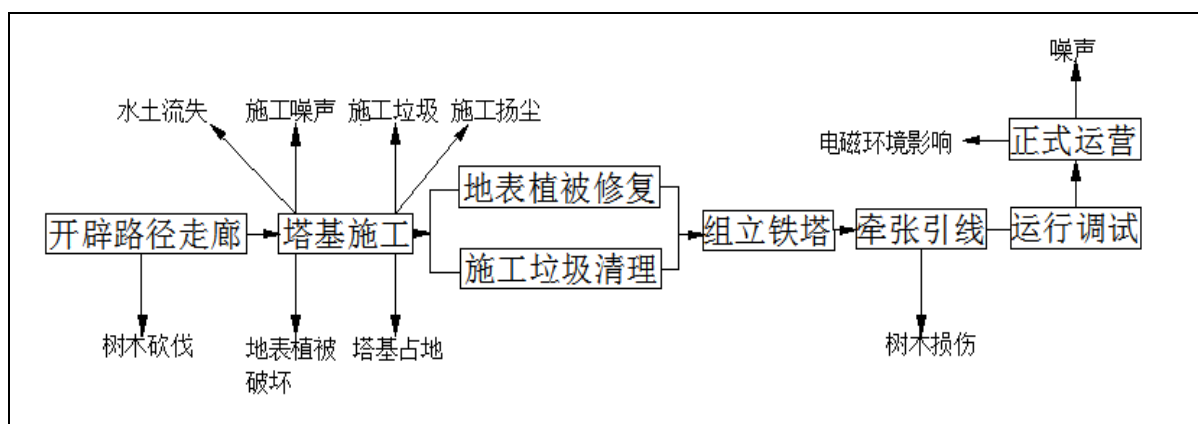 噪声
水土流失
施工噪声
施工垃圾
施工扬尘
电磁环境影响
正式运营
地表植被修复
开辟路径走廊
塔基施工
组立铁塔
牵张引线
运行调试
施工垃圾清理
树木砍伐
地表植被
破坏
塔基占地
树木损伤